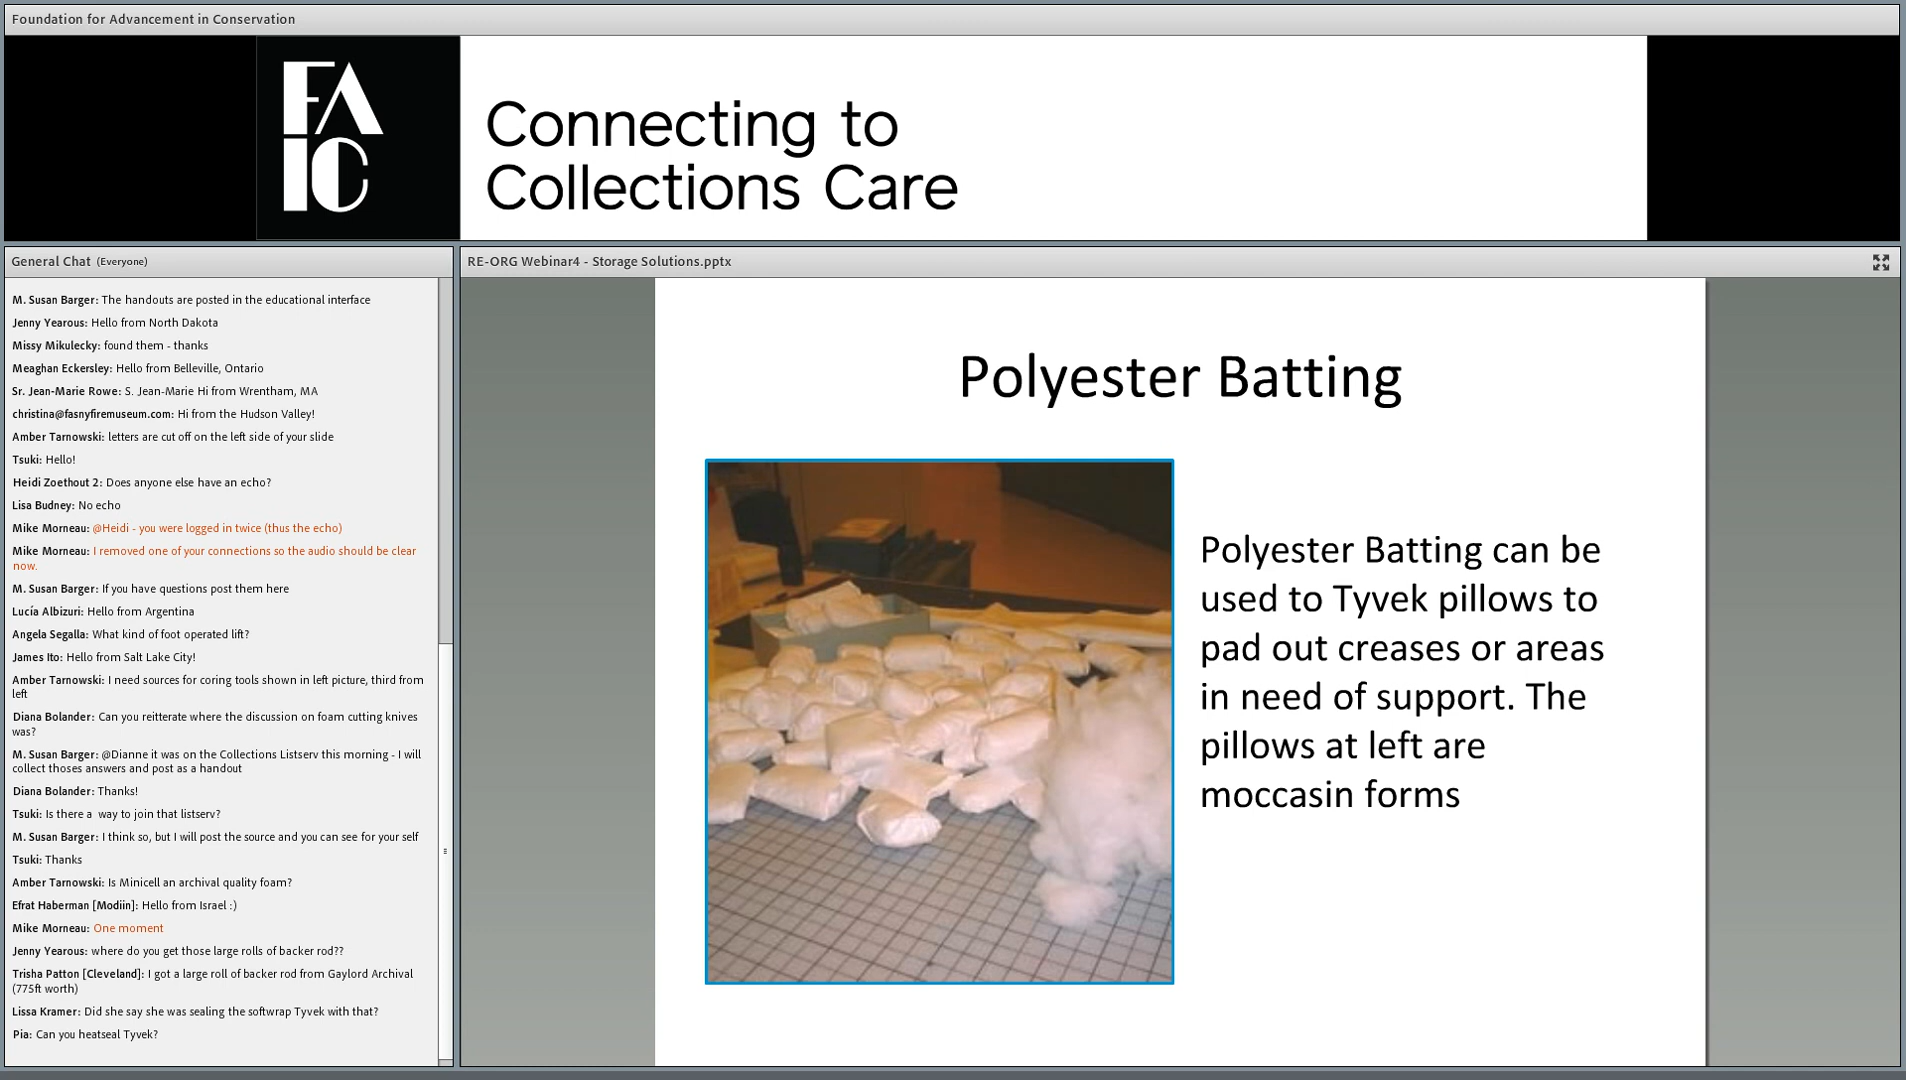 Foundation for Advancement in Conservation
FA
IC
Connecting to
Collections Care
General Chat (Everyone)
M. Susan Barger: The handouts are posted in the educational interface
Jenny Yearous: Hello from North Dakota
Missy Mikulecky: found them - thanks
Meaghan Eckersley: Hello from Belleville, Ontario
Sr. Jean-Marie Rowe: S. Jean-Marie Hi from Wrentham, MA
christina@fasnyfiremuseum.com: Hi from the Hudson Valley!
Amber Tarnowski: letters are cut off on the left side of your slide
Tsuki: Hello!
Heidi Zoethout 2: Does anyone else have an echo?
Lisa Budney: No echo
Mike Morneau: @Heidi - you were logged in twice (thus the echo)
Mike Morneau: I removed one of your connections so the audio should be clear
now.
M. Susan Barger: If you have questions post them here
Lucía Albizuri: Hello from Argentina
Angela Segalla: What kind of foot operated lift?
James Ito: Hello from Salt Lake City!
Amber Tarnowski: I need sources for coring tools shown in left picture, third from
left
Diana Bolander: Can you reitterate where the discussion on foam cutting knives
was?
M. Susan Barger: @Dianne it was on the Collections Listserv this morning - I will
collect thoses answers and post as a handout
Diana Bolander: Thanks!
Tsuki: Is there a  way to join that listserv?
M. Susan Barger: I think so, but I will post the source and you can see for your self
Tsuki: Thanks
Amber Tarnowski: Is Minicell an archival quality foam?
Efrat Haberman [Modiin]: Hello from Israel :)
Mike Morneau: One moment
Jenny Yearous: where do you get those large rolls of backer rod??
Trisha Patton [Cleveland]: I got a large roll of backer rod from Gaylord Archival
(775ft worth)
Lissa Kramer: Did she say she was sealing the softwrap Tyvek with that?
Pia: Can you heatseal Tyvek?
RE-ORG Webinar4 - Storage Solutions.pptx
Polyester Batting
Polyester Batting can be
used to Tyvek pillows to
pad out creases or areas
in need of support. The
pillows at left are
moccasin forms